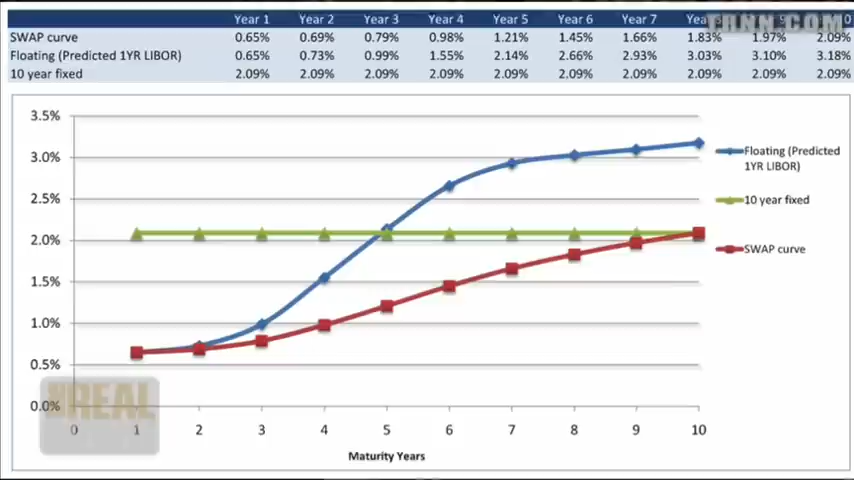 Year 1 Year 2 Year 3 Year 4 Year 5 Year 6 Year 7 Year
TRNN.COM
SWAP curve 0.65% 0.69% 0.79% 0.98% 1.21% 1.45% 1.66% 1.83% 1.97% 2.09%
Floating (Predicted 1YR LIBOR) 0.65% 0.73% 0.99% 1.55% 2.14% 2.66% 2.93% 3.03% 3.10% 3.18%
10 year fixed 2.09% 2.09% 2.09% 2.09% 2.09% 2.09% 2.09% 2.09% 2.09% 2.09%
3.5%
3.0%
2.5%
2.0%
1.5%
1.0%
0.5%
0.0%
0 1 2 3 4 5 6 7 8 9 10
Maturity Years
Floating (Predicted
1YR LIBOR)
10 year fixed
SWAP curve
REAL